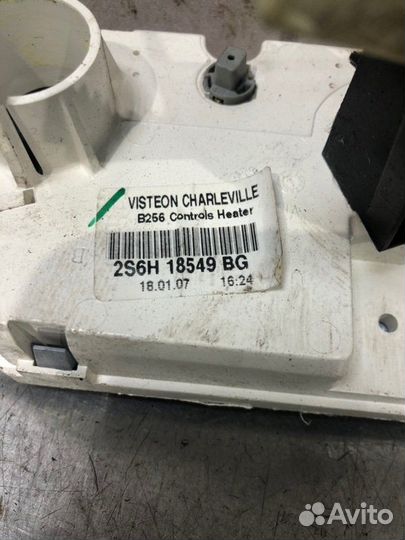 VISTEON CHARLEVILLE
B256 Controls Heater
2S6H 18549 BG
18.01.07 16:24
Avito